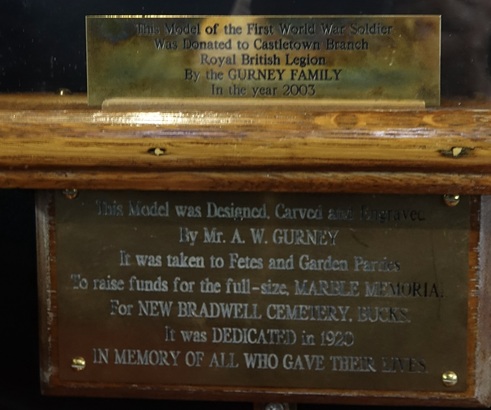 This Model of the First World War Soldier
Was Donated to Castletown Branch
Royal British Legion
By the GURNEY FAMILY
In the year 2003
This Model was Designed, Carved and Engraved
By Mr. A. W. GURNEY
It was taken to Fetes and Garden Parties
To raise funds for the full-size, MARBLE MEMORIAL,
For NEW BRADWELL CEMETERY, BUCKS.
It was DEDICATED in 1920
IN MEMORY OF ALL WHO GAVE THEIR LIVES